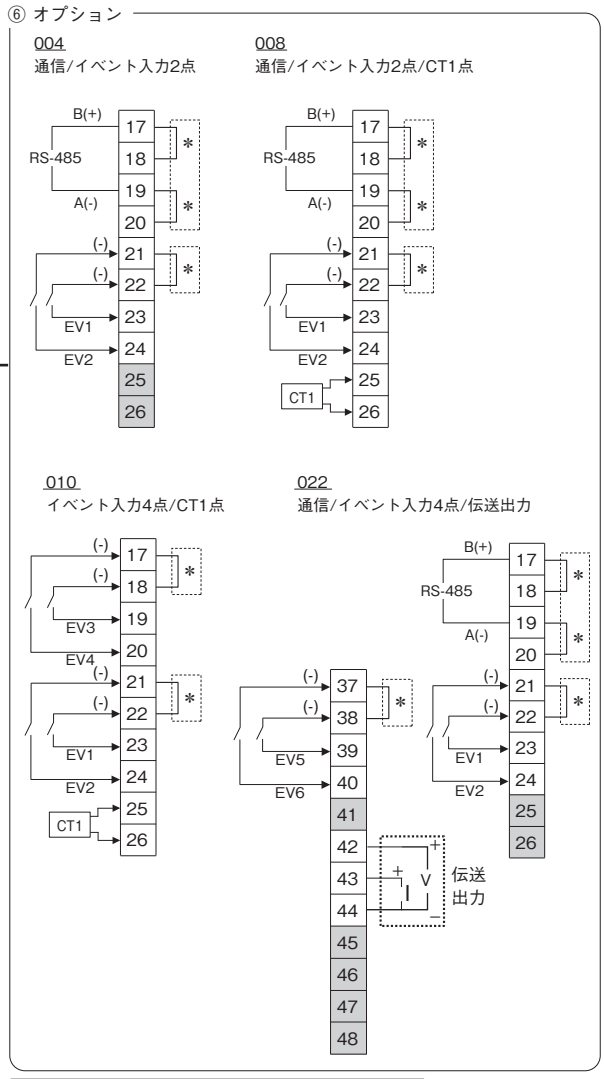 ⑥ オプション
004
通信/イベント入力2点
B(+)
RS-485
A(-)
(-)
(-)
EV1
EV2
17
18
19
20
21
22
23
24
25
26
*
*
*
008
通信/イベント入力2点/CT1点
B(+)
RS-485
A(-)
(-)
(-)
EV1
EV2
CT1
17
18
19
20
21
22
23
24
25
26
*
*
*
010
イベント入力4点/CT1点
(-)
(-)
EV3
EV4
(-)
(-)
EV1
EV2
CT1
17
18
19
20
21
22
23
24
25
26
*
*
022
通信/イベント入力4点/伝送出力
(-)
(-)
EV5
EV6
37
38
39
40
41
42
43
44
45
46
47
48
*
+
+
V
I
−
伝送
出力
B(+)
RS-485
A(-)
(-)
(-)
EV1
EV2
17
18
19
20
21
22
23
24
25
26
*
*
*